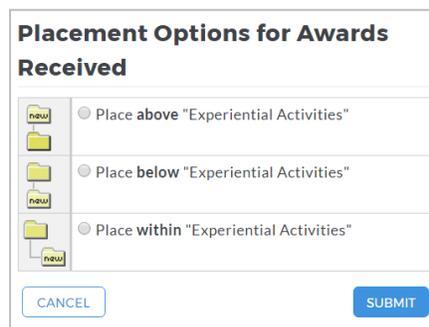 Placement Options for Awards
Received
new
Place above "Experiential Activities"
Place below "Experiential Activities"
new
Place within "Experiential Activities"
new
CANCEL
SUBMIT